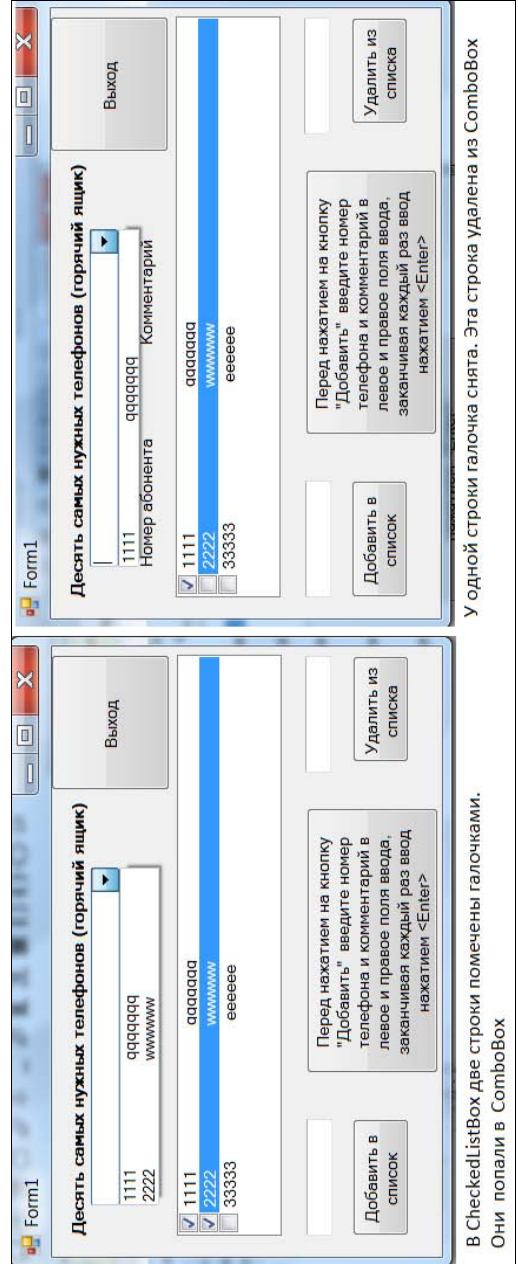 Form1
Десять самых нужных телефонов (горячий ящик)
Выход
1111 qqqqqqq
2222 wwwwww
1111 qqqqqqq
2222 wwwwww
33333 eeeeee
Добавить в
список
Перед нажатием на кнопку
"Добавить" введите номер
телефона и комментарий в
левое и правое поля ввода,
заканчивая каждый раз ввод
нажатием <Enter>
Удалить из
списка
В CheckedListBox две строки помечены галочками.
Они попали в ComboBox
Form1
Десять самых нужных телефонов (горячий ящик)
Выход
1111 qqqqqqq
Номер абонента Комментарий
1111 qqqqqqq
2222 wwwwww
33333 eeeeee
Добавить в
список
Перед нажатием на кнопку
"Добавить" введите номер
телефона и комментарий в
левое и правое поля ввода,
заканчивая каждый раз ввод
нажатием <Enter>
Удалить из
списка
У одной строки галочка снята. Эта строка удалена из ComboBox